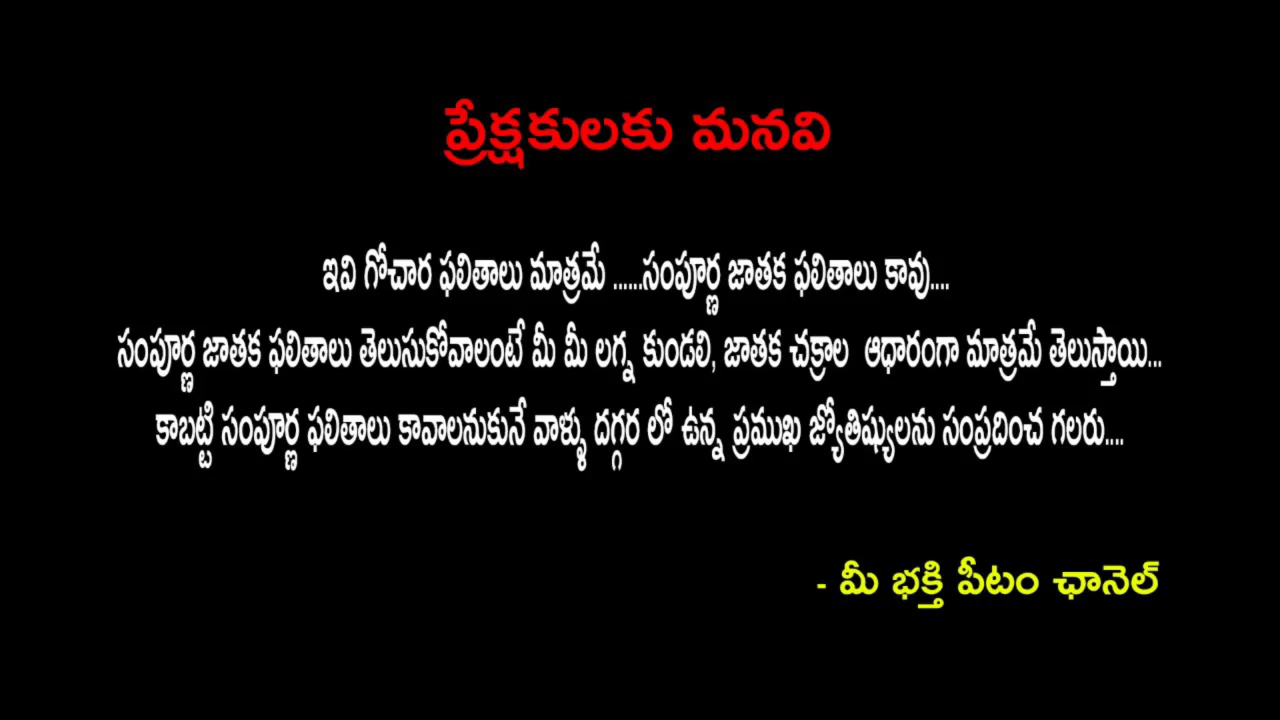 ప్రేక్షకులకు మనవి
ఇవి గోచార ఫలితాలు మాత్రమే ......సంపూర్ణ జాతక ఫలితాలు కావు....
సంపూర్ణ జాతక ఫలితాలు తెలుసుకోవాలంటే మీ మీ లగ్న కుండలి, జాతక చక్రాల ఆధారంగా మాత్రమే తెలుస్తాయి...
కాబట్టి సంపూర్ణ ఫలితాలు కావాలనుకునే వాళ్ళు దగ్గర లో ఉన్న ప్రముఖ జ్యోతిష్యులను సంప్రదించ గలరు....
- మీ భక్తి పీటం ఛానెల్